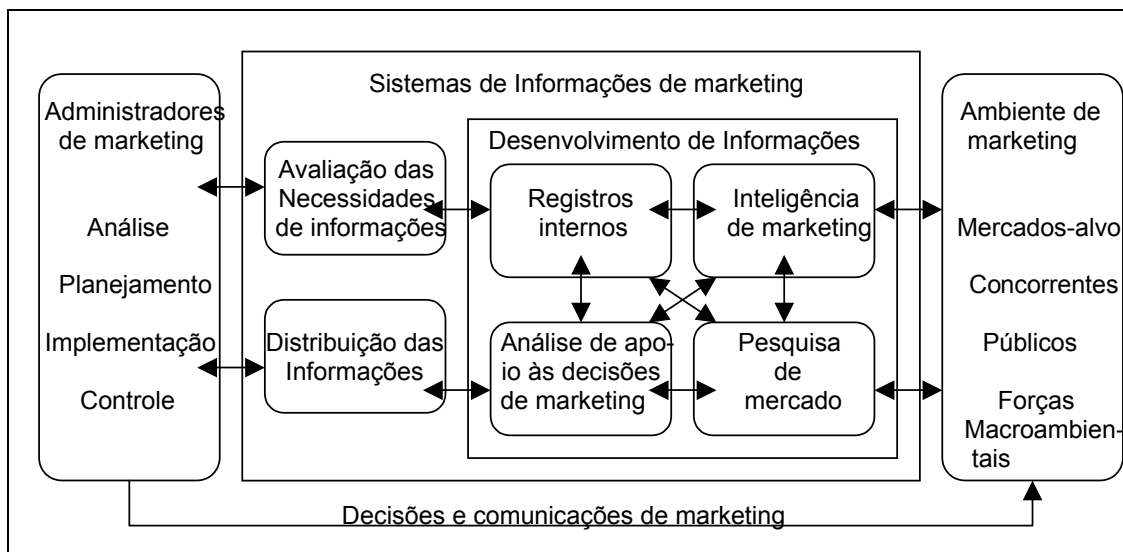 Sistemas de Informações de marketing
Administradores
de marketing
Análise
Planejamento
Implementação
Controle
Avaliação das
Necessidades
de informações
Distribuição das
Informações
Desenvolvimento de Informações
Registros
internos
Inteligência
de marketing
Análise de apo-
io às decisões
de marketing
Pesquisa
de
mercado
Ambiente de
marketing
Mercados-alvo
Concorrentes
Públicos
Forças
Macroambien-
tais
Decisões e comunicações de marketing